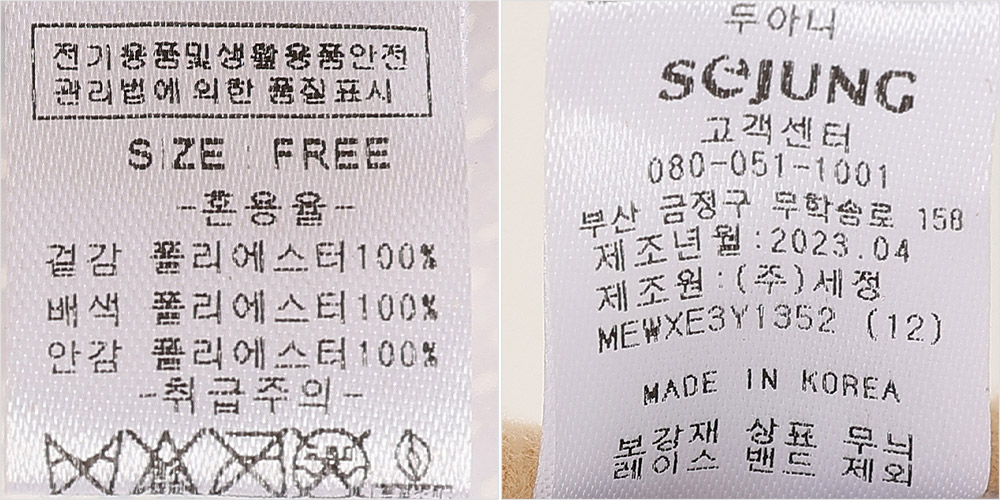 전기용품및생활용품안전
관리법에 의한 품질표시
SIZE : FREE
-혼용율-
겉감 폴리에스터100%
배색 폴리에스터100%
안감 폴리에스터100%
-취급주의-
두아니
SEJUNG
고객센터
080-051-1001
부산 금정구 무학송로 158
제조년월:2023.04
제조원:(주)세정
MEWXE3Y1352 (12)
MADE IN KOREA
보강재 상표 무늬
레이스 밴드 제외